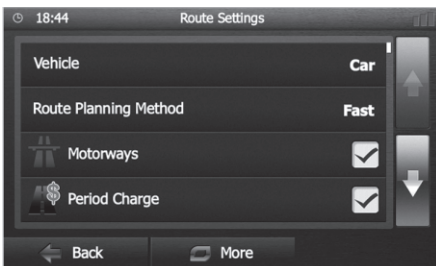 18:44 Route Settings
Vehicle Car
Route Planning Method Fast
Motorways
Period Charge
Back More